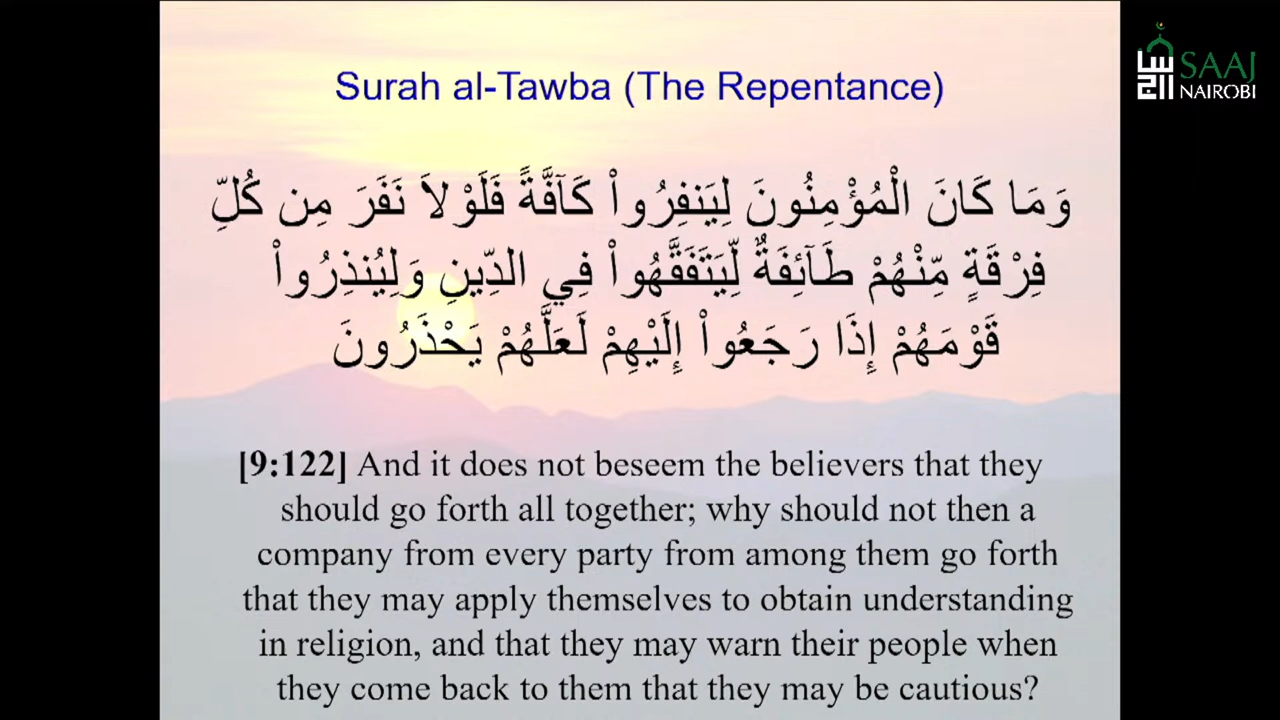 Surah al-Tawba (The Repentance)
SAAJ
NAIROBI
وَمَا كَانَ الْمُؤْمِنُونَ لِيَنفِرُواْ كَآفَّةً فَلَوْلاَ نَفَرَ مِن كُلِّ
فِرْقَةٍ مِّنْهُمْ طَآئِفَةٌ لِّيَتَفَقَّهُواْ فِي الدِّينِ وَلِيُنذِرُواْ
قَوْمَهُمْ إِذَا رَجَعُواْ إِلَيْهِمْ لَعَلَّهُمْ يَحْذَرُونَ
[9:122] And it does not beseem the believers that they
should go forth all together; why should not then a
company from every party from among them go forth
that they may apply themselves to obtain understanding
in religion, and that they may warn their people when
they come back to them that they may be cautious?